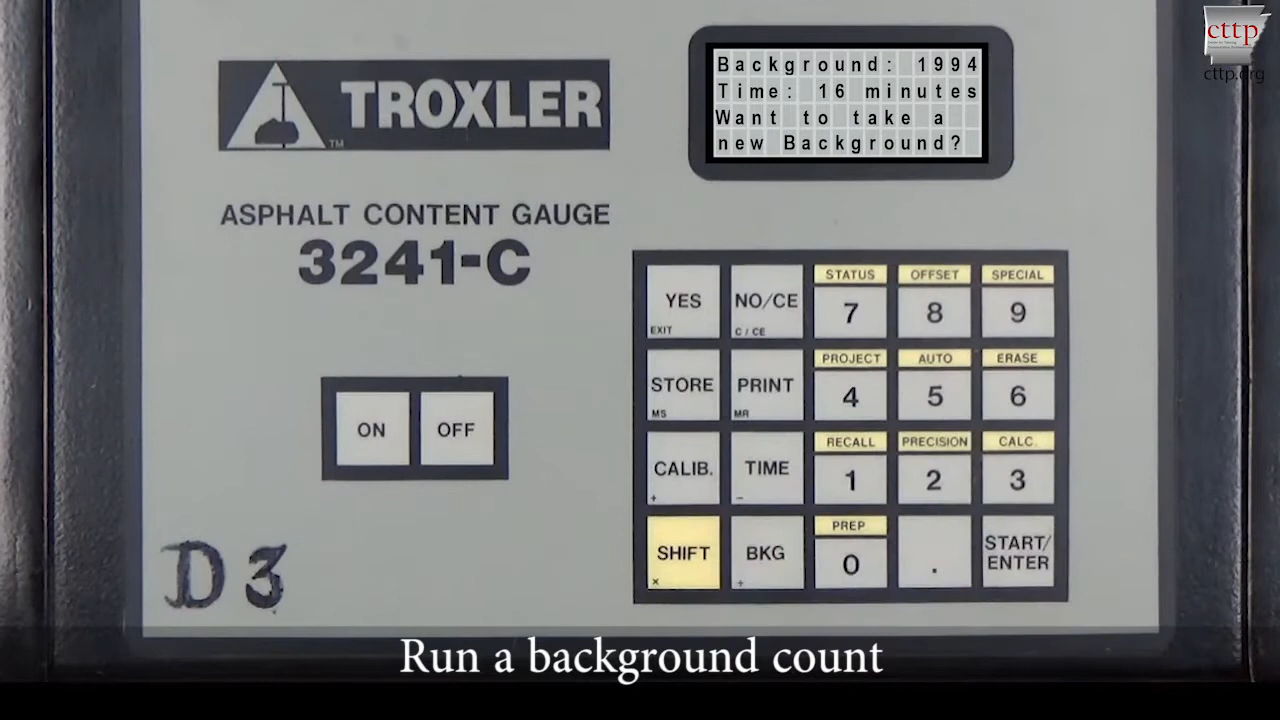 cttp
cttp.org
TROXLER
TM
ASPHALT CONTENT GAUGE
3241-C
Background: 1994
Time: 16 minutes
Want to take a
new Background?
ON
OFF
YES
EXIT
NO/CE
C / CE
STATUS
7
OFFSET
8
SPECIAL
9
STORE
MS
PRINT
MR
PROJECT
4
AUTO
5
ERASE
6
CALIB.
+
TIME
–
RECALL
1
PRECISION
2
CALC.
3
SHIFT
×
BKG
÷
PREP
0
.
START/
ENTER
D 3
Run a background count